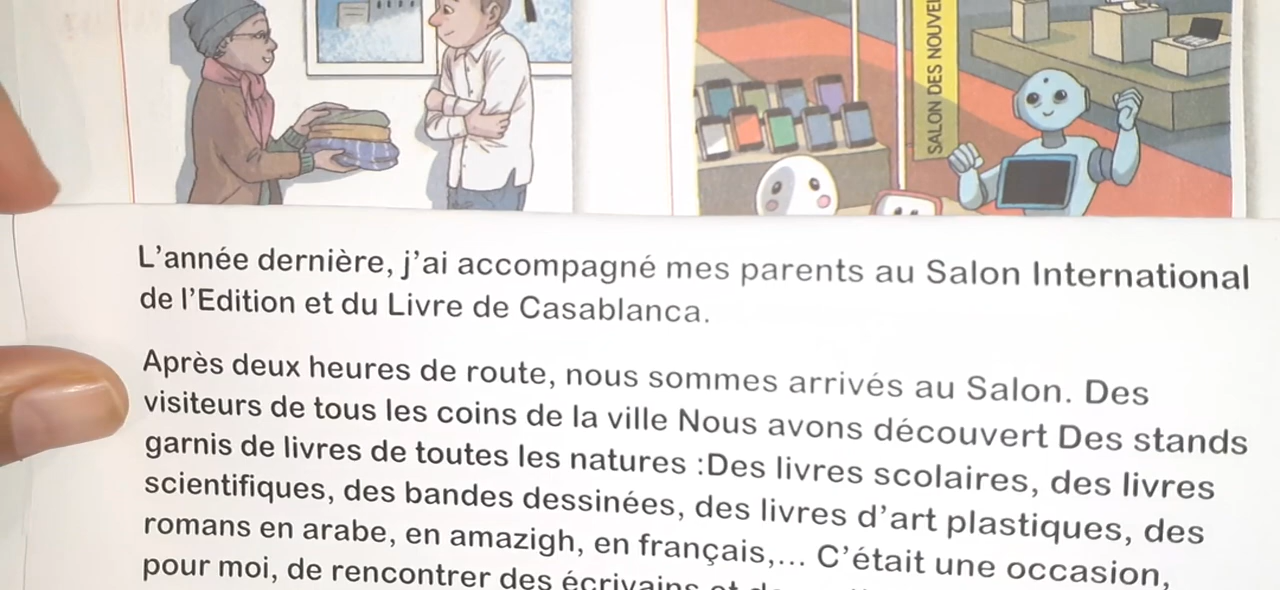 SALON DES NOUVE
L'année dernière, j'ai accompagné mes parents au Salon International
de l'Edition et du Livre de Casablanca.
Après deux heures de route, nous sommes arrivés au Salon. Des
visiteurs de tous les coins de la ville Nous avons découvert Des stands
garnis de livres de toutes les natures :Des livres scolaires, des livres
scientifiques, des bandes dessinées, des livres d'art plastiques, des
romans en arabe, en amazigh, en français,... C'était une occasion,
pour moi, de rencontrer des écrivains et